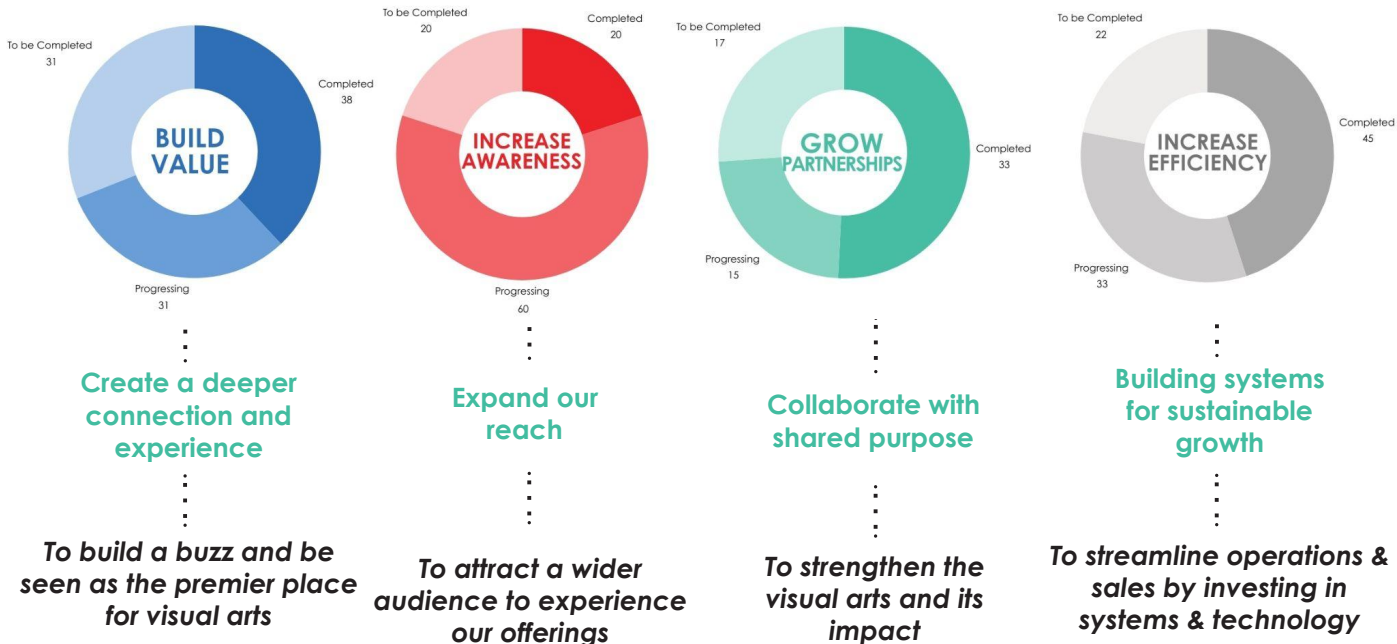 To be Completed
31
Completed
38
BUILD
VALUE
Progressing
31
Create a deeper
connection and
experience
To build a buzz and be
seen as the premier place
for visual arts
To be Completed
20
Completed
20
INCREASE
AWARENESS
Progressing
60
Expand our
reach
To attract a wider
audience to experience
our offerings
To be Completed
17
Completed
33
GROW
PARTNERSHIPS
Progressing
15
Collaborate with
shared purpose
To strengthen the
visual arts and its
impact
To be Completed
22
Completed
45
INCREASE
EFFICIENCY
Progressing
33
Building systems
for sustainable
growth
To streamline operations &
sales by investing in
systems & technology